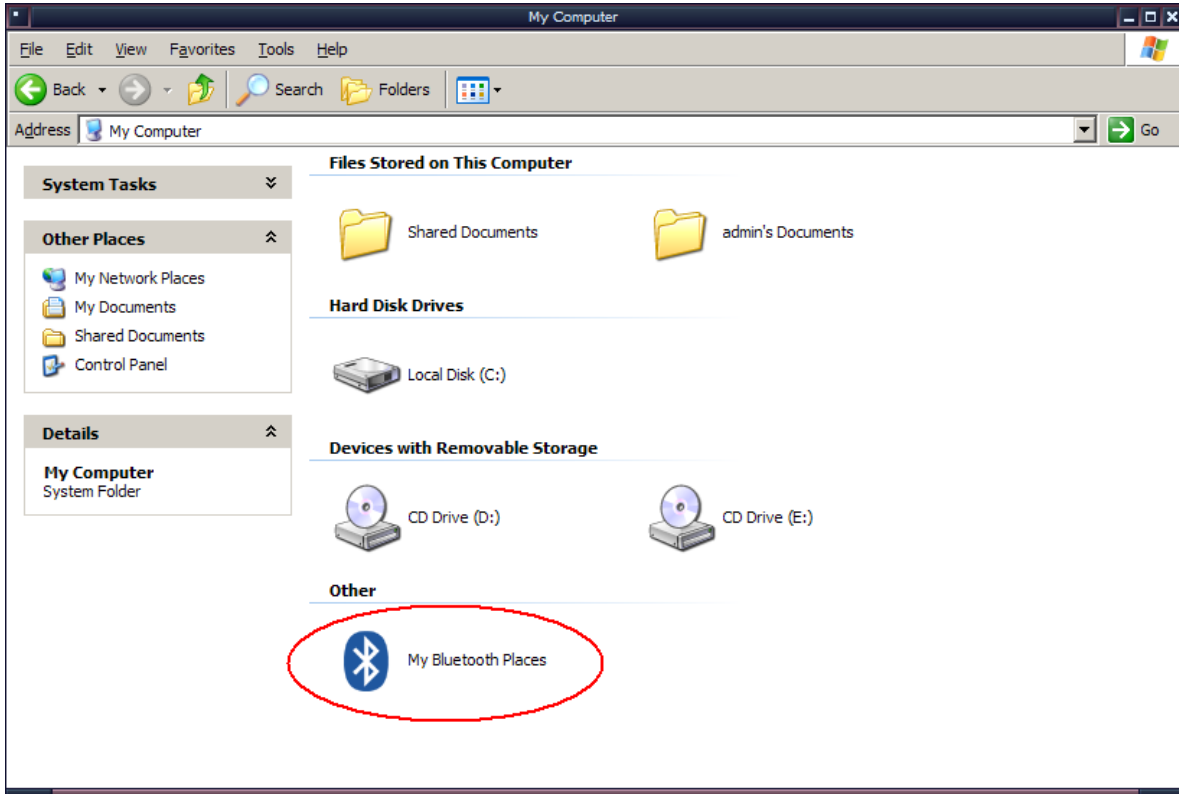 My Computer
File Edit View Favorites Tools Help
Back Search Folders
Address My Computer Go
System Tasks
Other Places
My Network Places
My Documents
Shared Documents
Control Panel
Details
My Computer
System Folder
Files Stored on This Computer
Shared Documents admin's Documents
Hard Disk Drives
Local Disk (C:)
Devices with Removable Storage
CD Drive (D:) CD Drive (E:)
Other
My Bluetooth Places